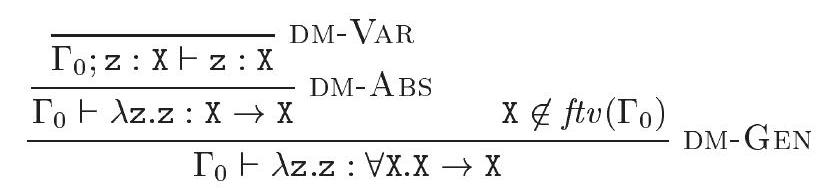 Γ₀; z : X ⊢ z : X DM-VAR
Γ₀ ⊢ λz.z : X → X DM-ABS X ∉ ftv(Γ₀)
Γ₀ ⊢ λz.z : ∀X.X → X DM-GEN